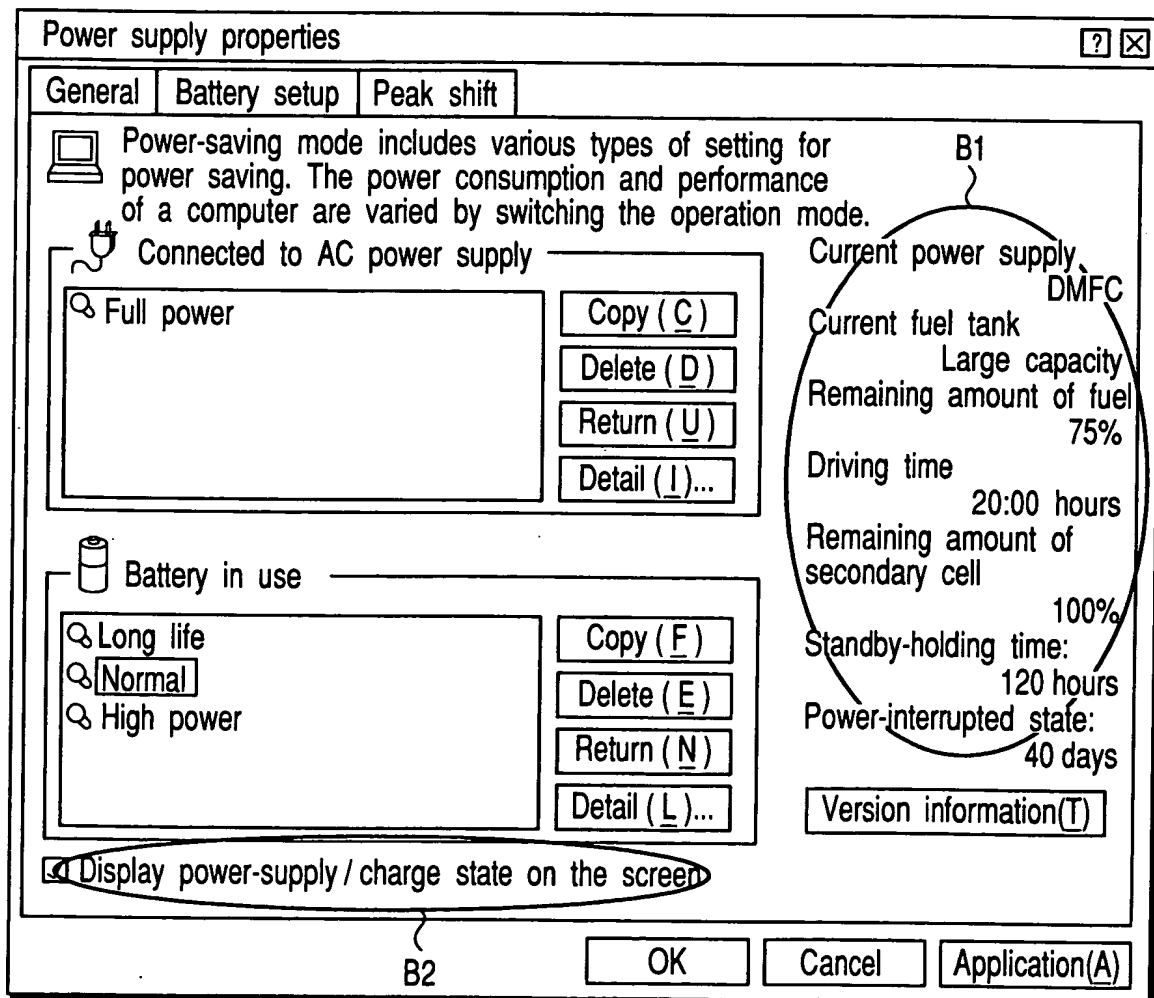 Power supply properties
?
General Battery setup Peak shift
Power-saving mode includes various types of setting for
power saving. The power consumption and performance
of a computer are varied by switching the operation mode.
B1
Connected to AC power supply
Full power
Copy ( C )
Delete ( D )
Return ( U )
Detail ( I )...
Battery in use
Long life
Normal
High power
Copy ( F )
Delete ( E )
Return ( N )
Detail ( L )...
Current power supply
DMFC
Current fuel tank
Large capacity
Remaining amount of fuel
75%
Driving time
20:00 hours
Remaining amount of
secondary cell
100%
Standby-holding time:
120 hours
Power-interrupted state:
40 days
Version information(T)
Display power-supply / charge state on the screen
B2
OK Cancel Application(A)